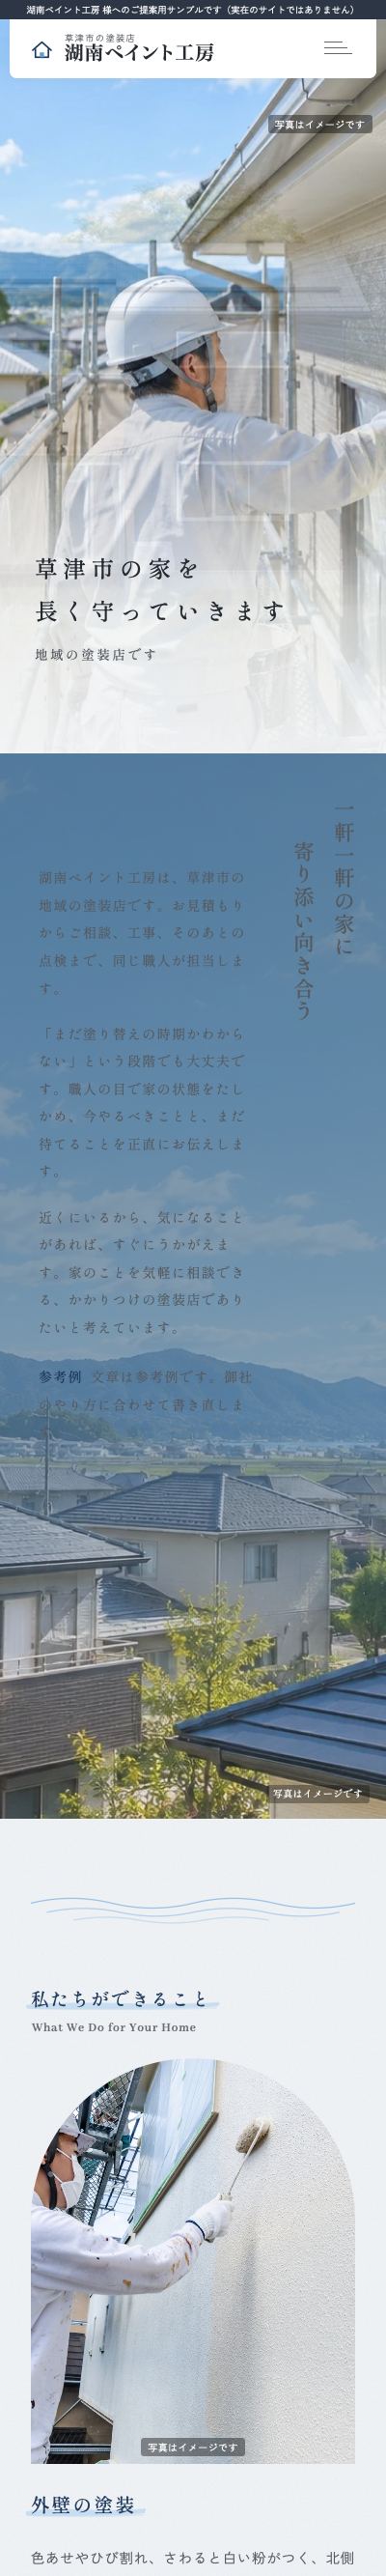 湖南ペイント工房 様へのご提案用サンプルです（実在のサイトではありません）
草津市の塗装店
湖南ペイント工房
写真はイメージです
草津市の家を
長く守っていきます
地域の塗装店です
一軒一軒の家に
寄り添い向き合う
湖南ペイント工房は、草津市の
地域の塗装店です。お見積もり
からご相談、工事、そのあとの
点検まで、同じ職人が担当しま
す。
「まだ塗り替えの時期かわから
ない」という段階でも大丈夫で
す。職人の目で家の状態をたし
かめ、今やるべきことと、まだ
待てることを正直にお伝えしま
す。
近くにいるから、気になること
があれば、すぐにうかがえま
す。家のことを気軽に相談でき
る、かかりつけの塗装店であり
たいと考えています。
参考例 文章は参考例です。御社
のやり方に合わせて書き直しま
写真はイメージです
私たちができること
What We Do for Your Home
写真はイメージです
外壁の塗装
色あせやひび割れ、さわると白い粉がつく、北側